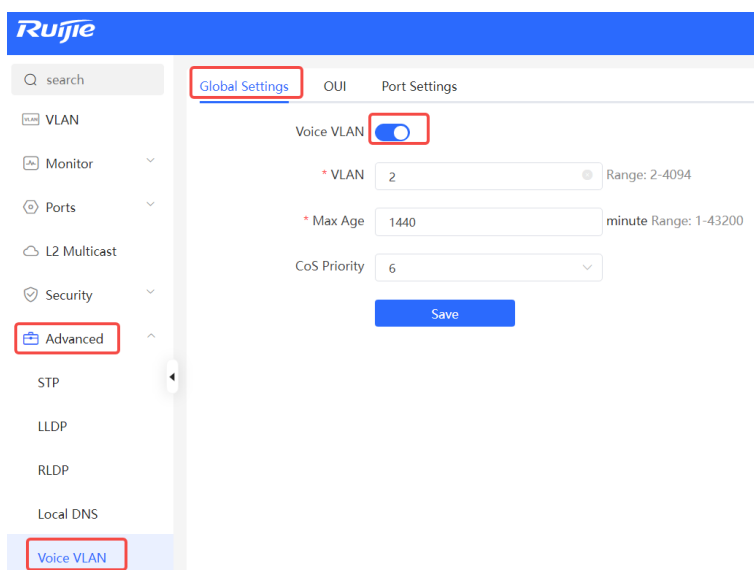 Ruijie
search
VLAN
Monitor
Ports
L2 Multicast
Security
Advanced
STP
LLDP
RLDP
Local DNS
Voice VLAN
Global Settings OUI Port Settings
Voice VLAN
* VLAN 2 Range: 2-4094
* Max Age 1440 minute Range: 1-43200
CoS Priority 6
Save